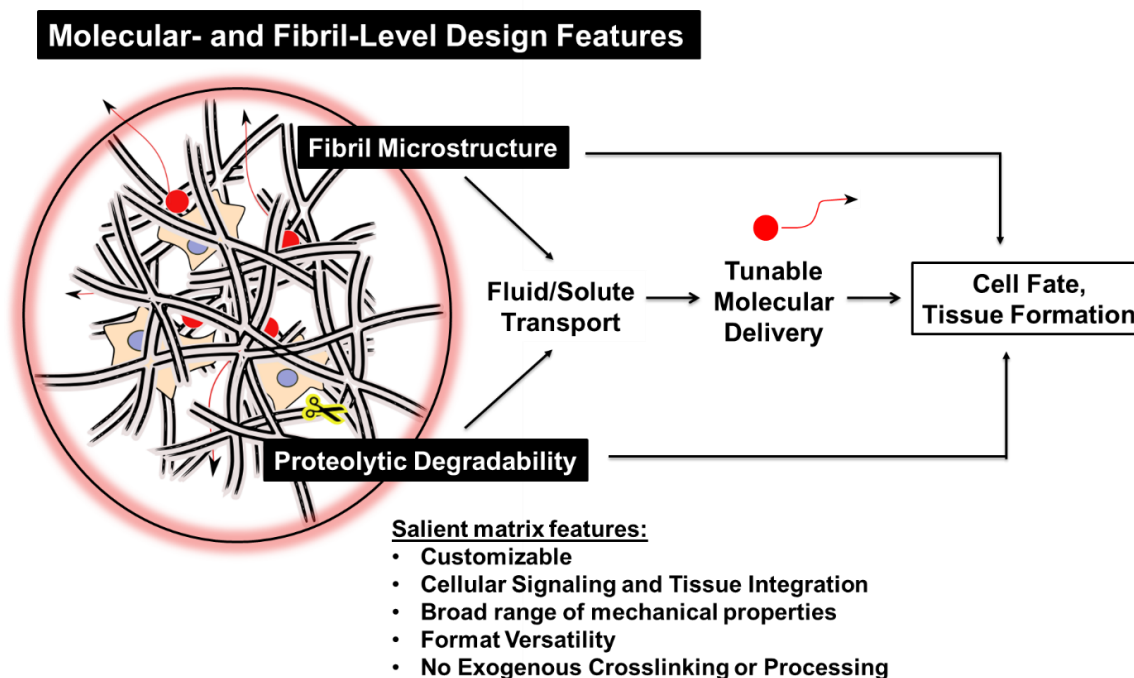 Molecular- and Fibril-Level Design Features
Fibril Microstructure
Fluid/Solute
Transport
Tunable
Molecular
Delivery
Cell Fate,
Tissue Formation
Proteolytic Degradability
Salient matrix features:
• Customizable
• Cellular Signaling and Tissue Integration
• Broad range of mechanical properties
• Format Versatility
• No Exogenous Crosslinking or Processing